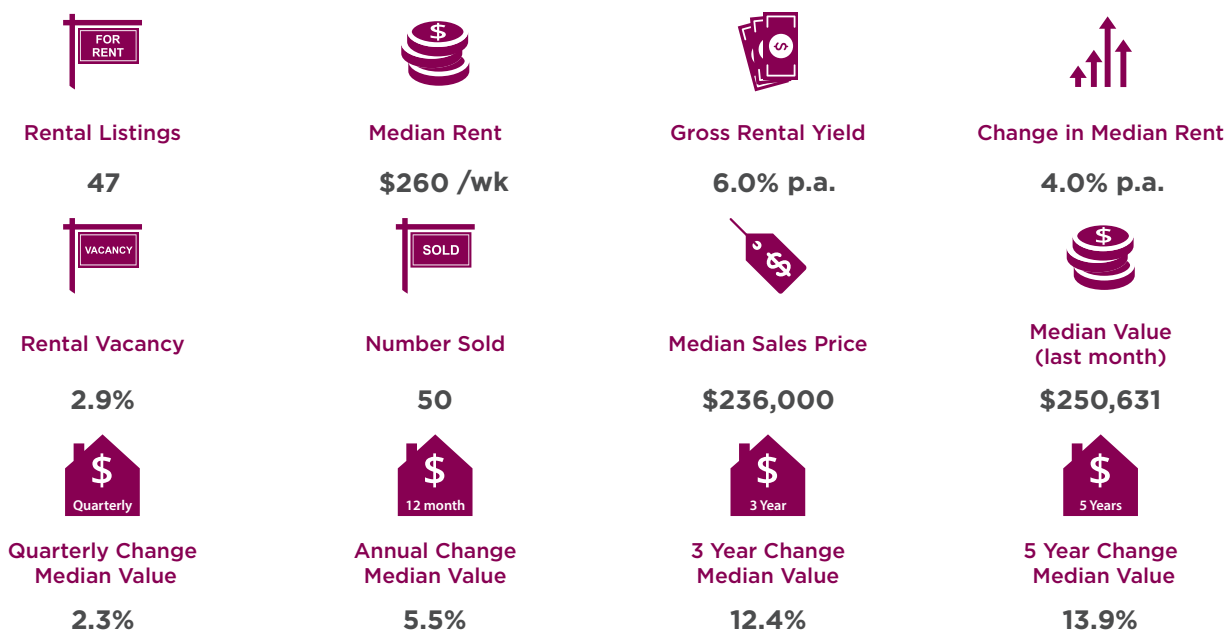 FOR
RENT
$
Rental Listings
Median Rent
Gross Rental Yield
Change in Median Rent
47
$260 /wk
6.0% p.a.
4.0% p.a.
VACANCY
SOLD
$
$
Rental Vacancy
Number Sold
Median Sales Price
Median Value
(last month)
2.9%
50
$236,000
$250,631
$
Quarterly
$
12 month
$
3 Year
$
5 Years
Quarterly Change
Median Value
Annual Change
Median Value
3 Year Change
Median Value
5 Year Change
Median Value
2.3%
5.5%
12.4%
13.9%